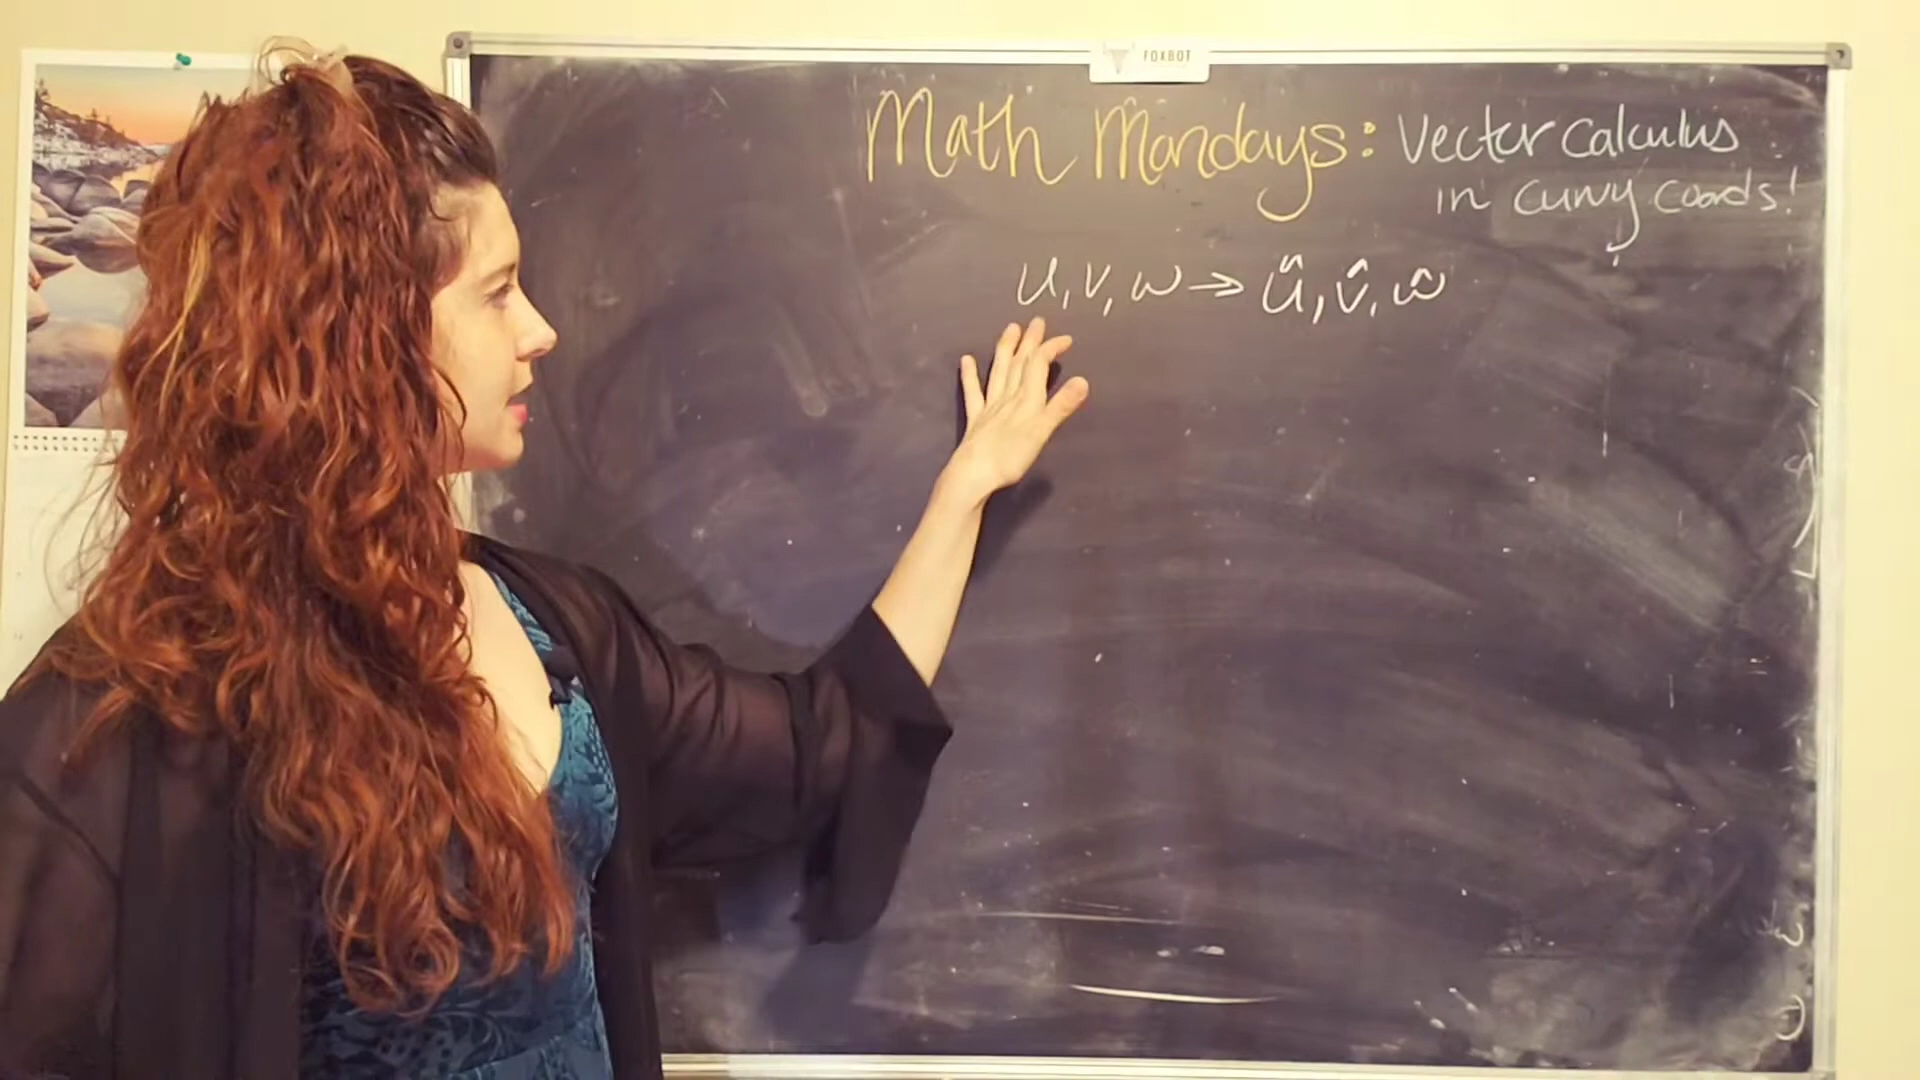 FOXBOT
Math Mondays: Vector Calculus
in curvy coords!
u, v, w → û, v̂, ŵ